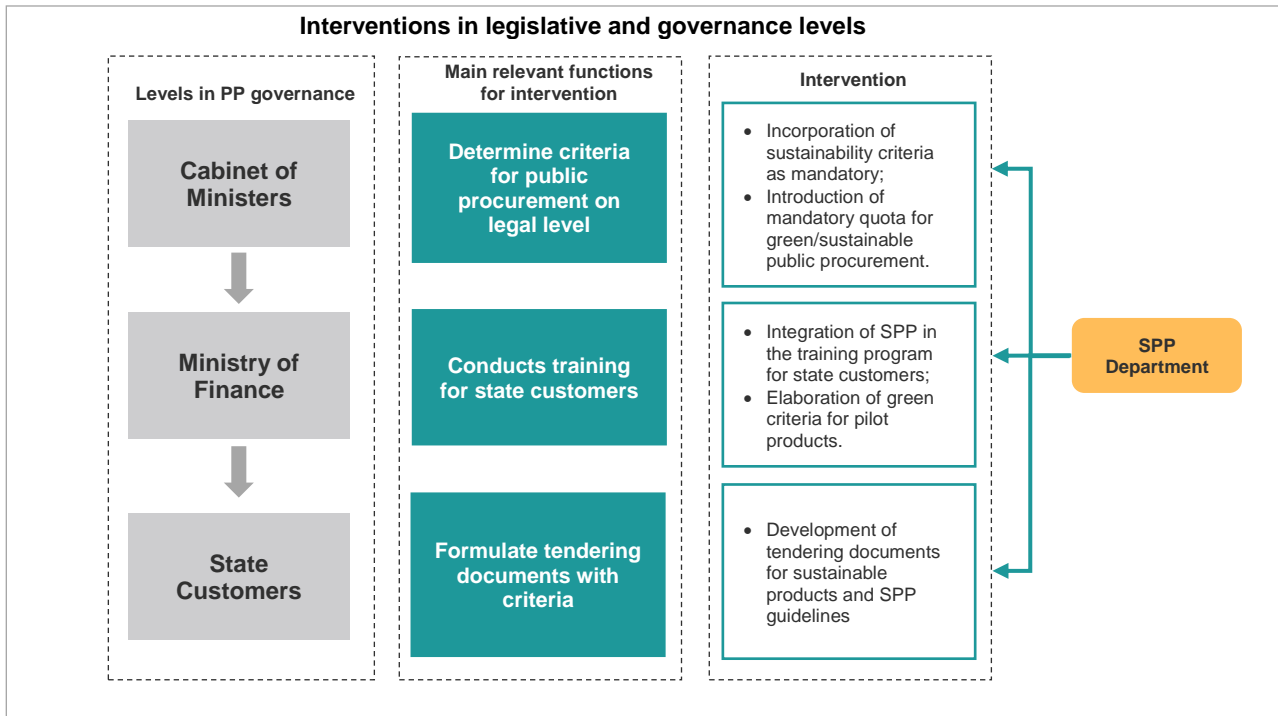 Interventions in legislative and governance levels
Levels in PP governance
Cabinet of
Ministers
Ministry of
Finance
State
Customers
Main relevant functions
for intervention
Determine criteria
for public
procurement on
legal level
Conducts training
for state customers
Formulate tendering
documents with
criteria
Intervention
• Incorporation of
sustainability criteria
as mandatory;
• Introduction of
mandatory quota for
green/sustainable
public procurement.
• Integration of SPP in
the training program
for state customers;
• Elaboration of green
criteria for pilot
products.
• Development of
tendering documents
for sustainable
products and SPP
guidelines
SPP
Department